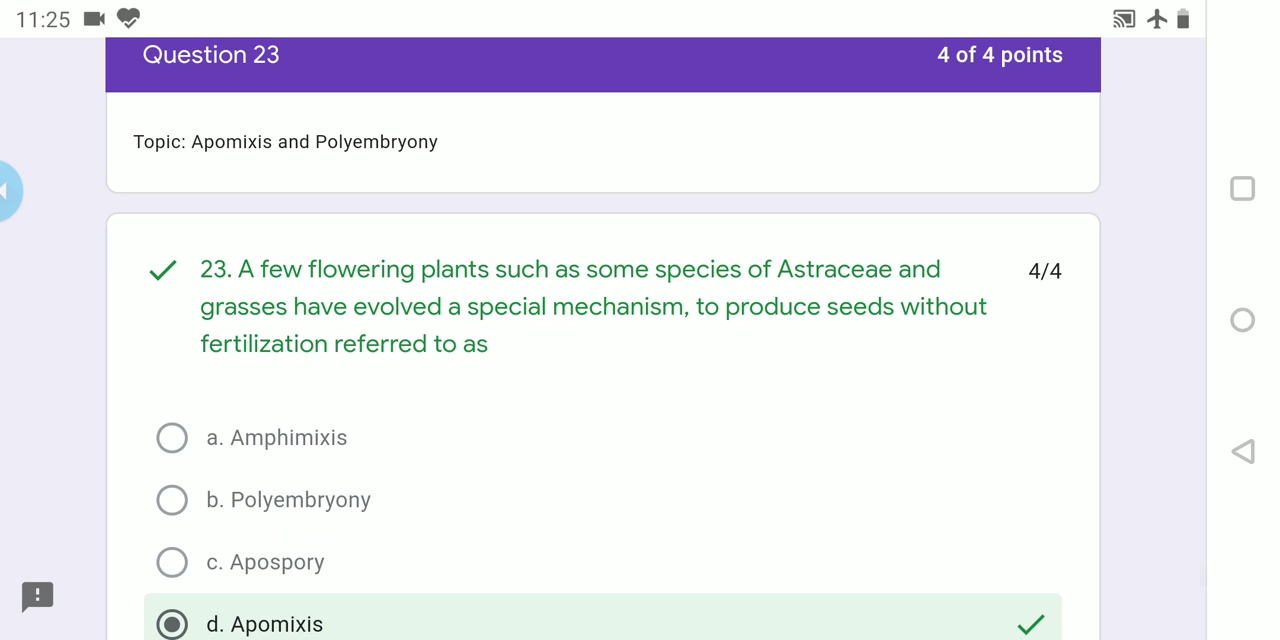 11:25
Question 23
4 of 4 points
Topic: Apomixis and Polyembryony
23. A few flowering plants such as some species of Astraceae and
4/4
grasses have evolved a special mechanism, to produce seeds without
fertilization referred to as
a. Amphimixis
b. Polyembryony
c. Apospory
d. Apomixis